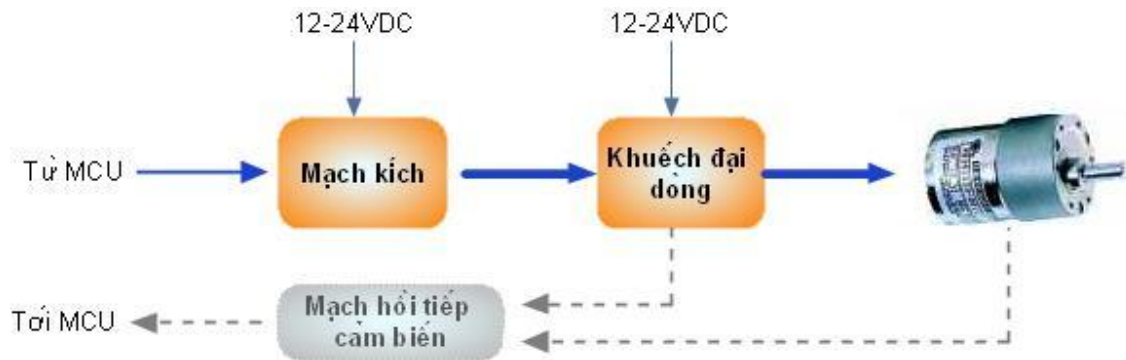 12-24VDC
12-24VDC
Từ MCU
Mạch kích
Khuếch đại
dòng
Mạch hồi tiếp
cảm biến
Tới MCU